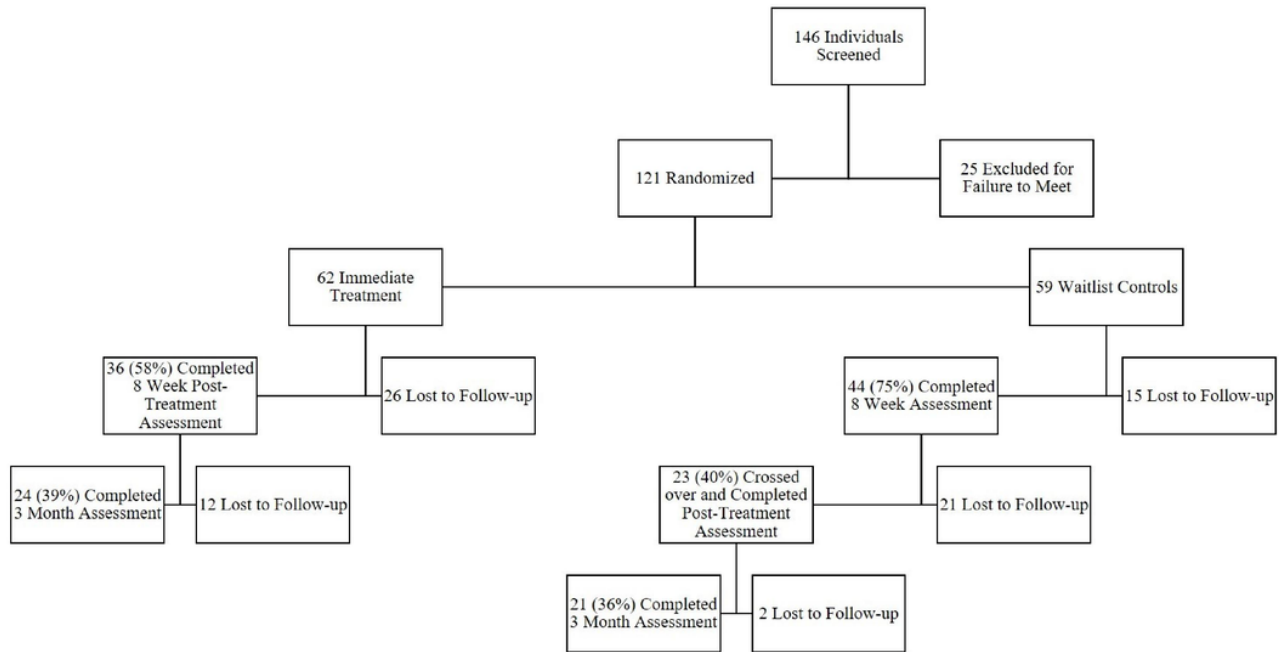 146 Individuals
Screened
121 Randomized
25 Excluded for
Failure to Meet
62 Immediate
Treatment
59 Waitlist Controls
36 (58%) Completed
8 Week Post-
Treatment
Assessment
26 Lost to Follow-up
44 (75%) Completed
8 Week Assessment
15 Lost to Follow-up
24 (39%) Completed
3 Month Assessment
12 Lost to Follow-up
23 (40%) Crossed
over and Completed
Post-Treatment
Assessment
21 Lost to Follow-up
21 (36%) Completed
3 Month Assessment
2 Lost to Follow-up